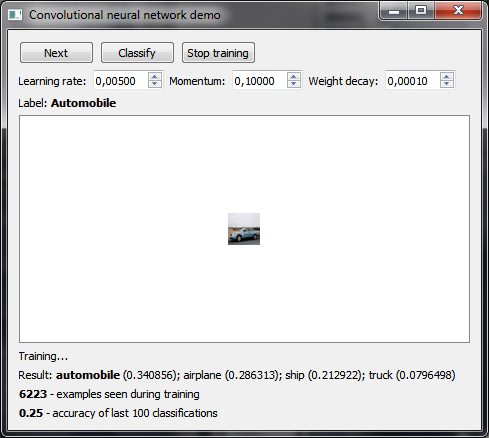 Convolutional neural network demo
Next Classify Stop training
Learning rate: 0,00500 Momentum: 0,10000 Weight decay: 0,00010
Label: Automobile
Training...
Result: automobile (0.340856); airplane (0.286313); ship (0.212922); truck (0.0796498)
6223 - examples seen during training
0.25 - accuracy of last 100 classifications